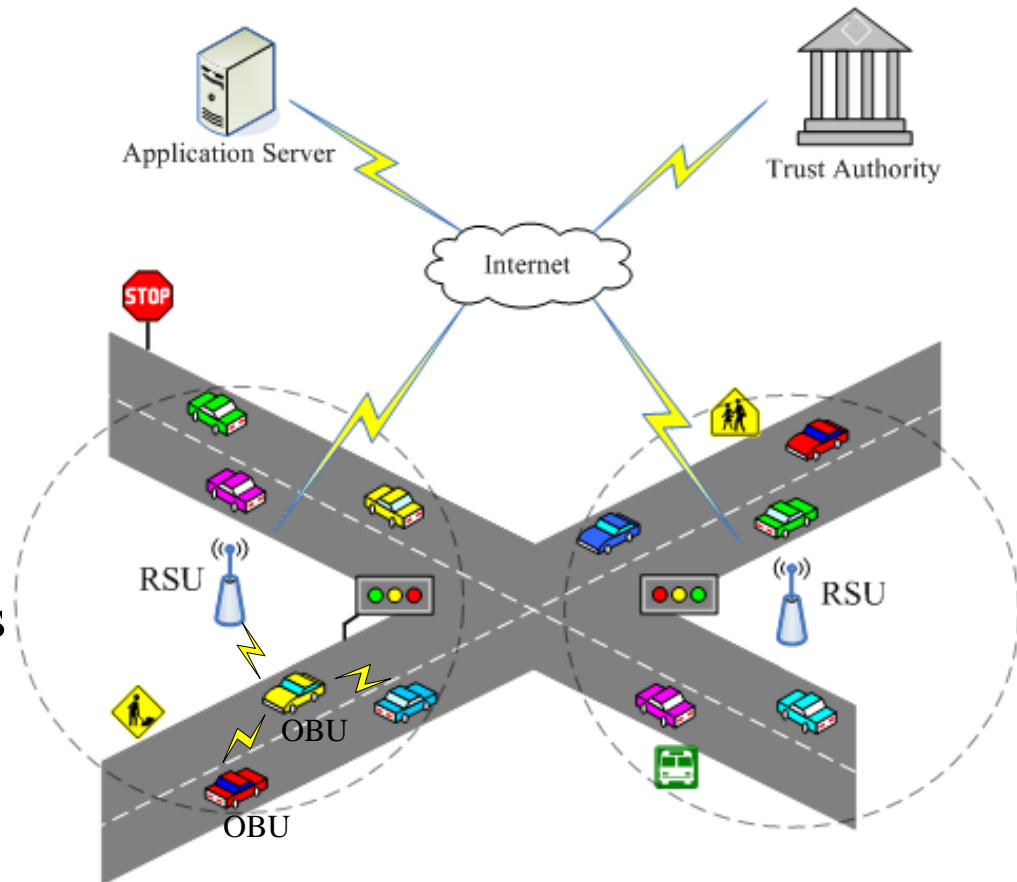 Application Server
Trust Authority
Internet
STOP
RSU
RSU
s
OBU
OBU